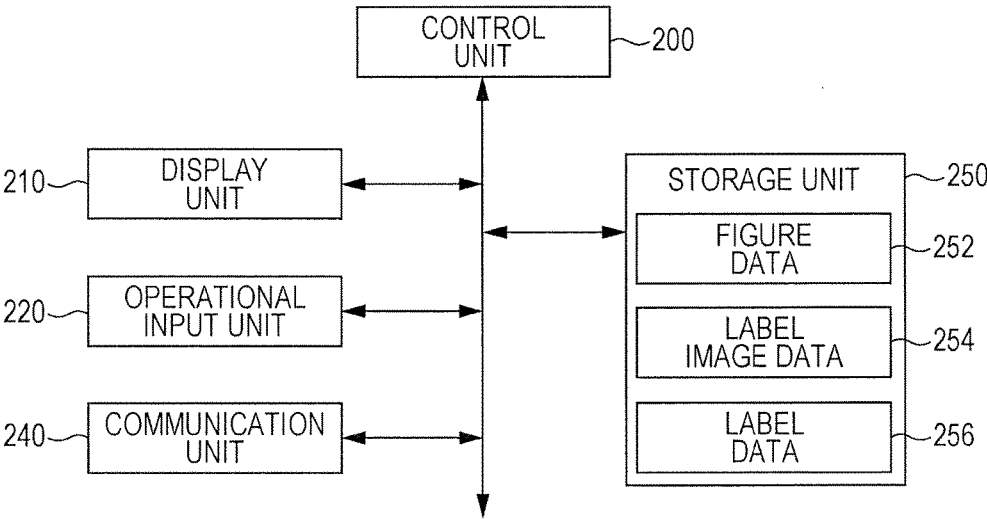 CONTROL
UNIT
200
210
DISPLAY
UNIT
STORAGE UNIT
250
FIGURE
DATA
252
220
OPERATIONAL
INPUT UNIT
LABEL
IMAGE DATA
254
240
COMMUNICATION
UNIT
LABEL
DATA
256